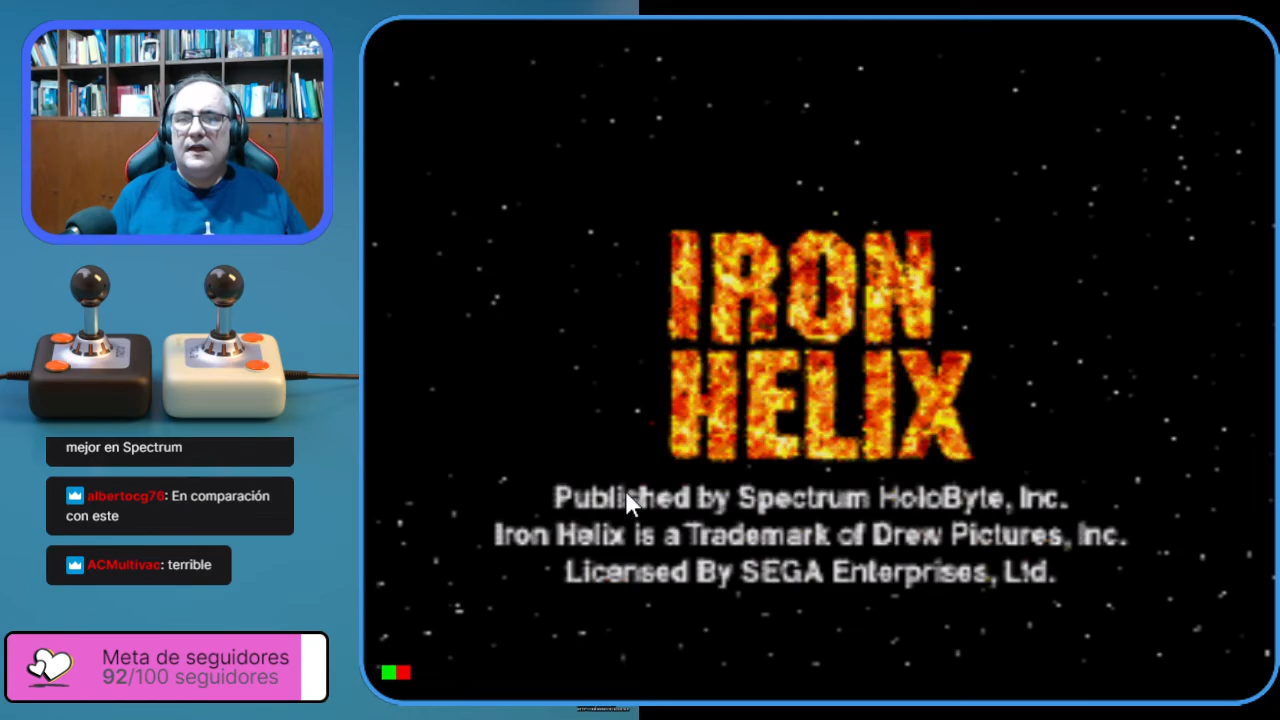 IRON
HELIX
Published by Spectrum HoloByte, Inc.
Iron Helix is a Trademark of Drew Pictures, Inc.
Licensed By SEGA Enterprises, Ltd.
mejor en Spectrum
albertocg76: En comparación
con este
ACMultivac: terrible
Meta de seguidores
92/100 seguidores